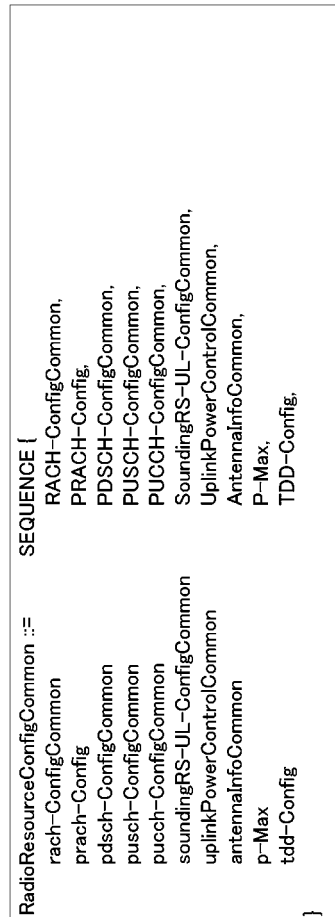 RadioResourceConfigCommon ::= SEQUENCE {
rach-ConfigCommon RACH-ConfigCommon,
prach-Config PRACH-Config,
pdsch-ConfigCommon PDSCH-ConfigCommon,
pusch-ConfigCommon PUSCH-ConfigCommon,
pucch-ConfigCommon PUCCH-ConfigCommon,
soundingRS-UL-ConfigCommon SoundingRS-UL-ConfigCommon,
uplinkPowerControlCommon UplinkPowerControlCommon,
antennaInfoCommon AntennaInfoCommon,
p-Max P-Max,
tdd-Config TDD-Config,
}